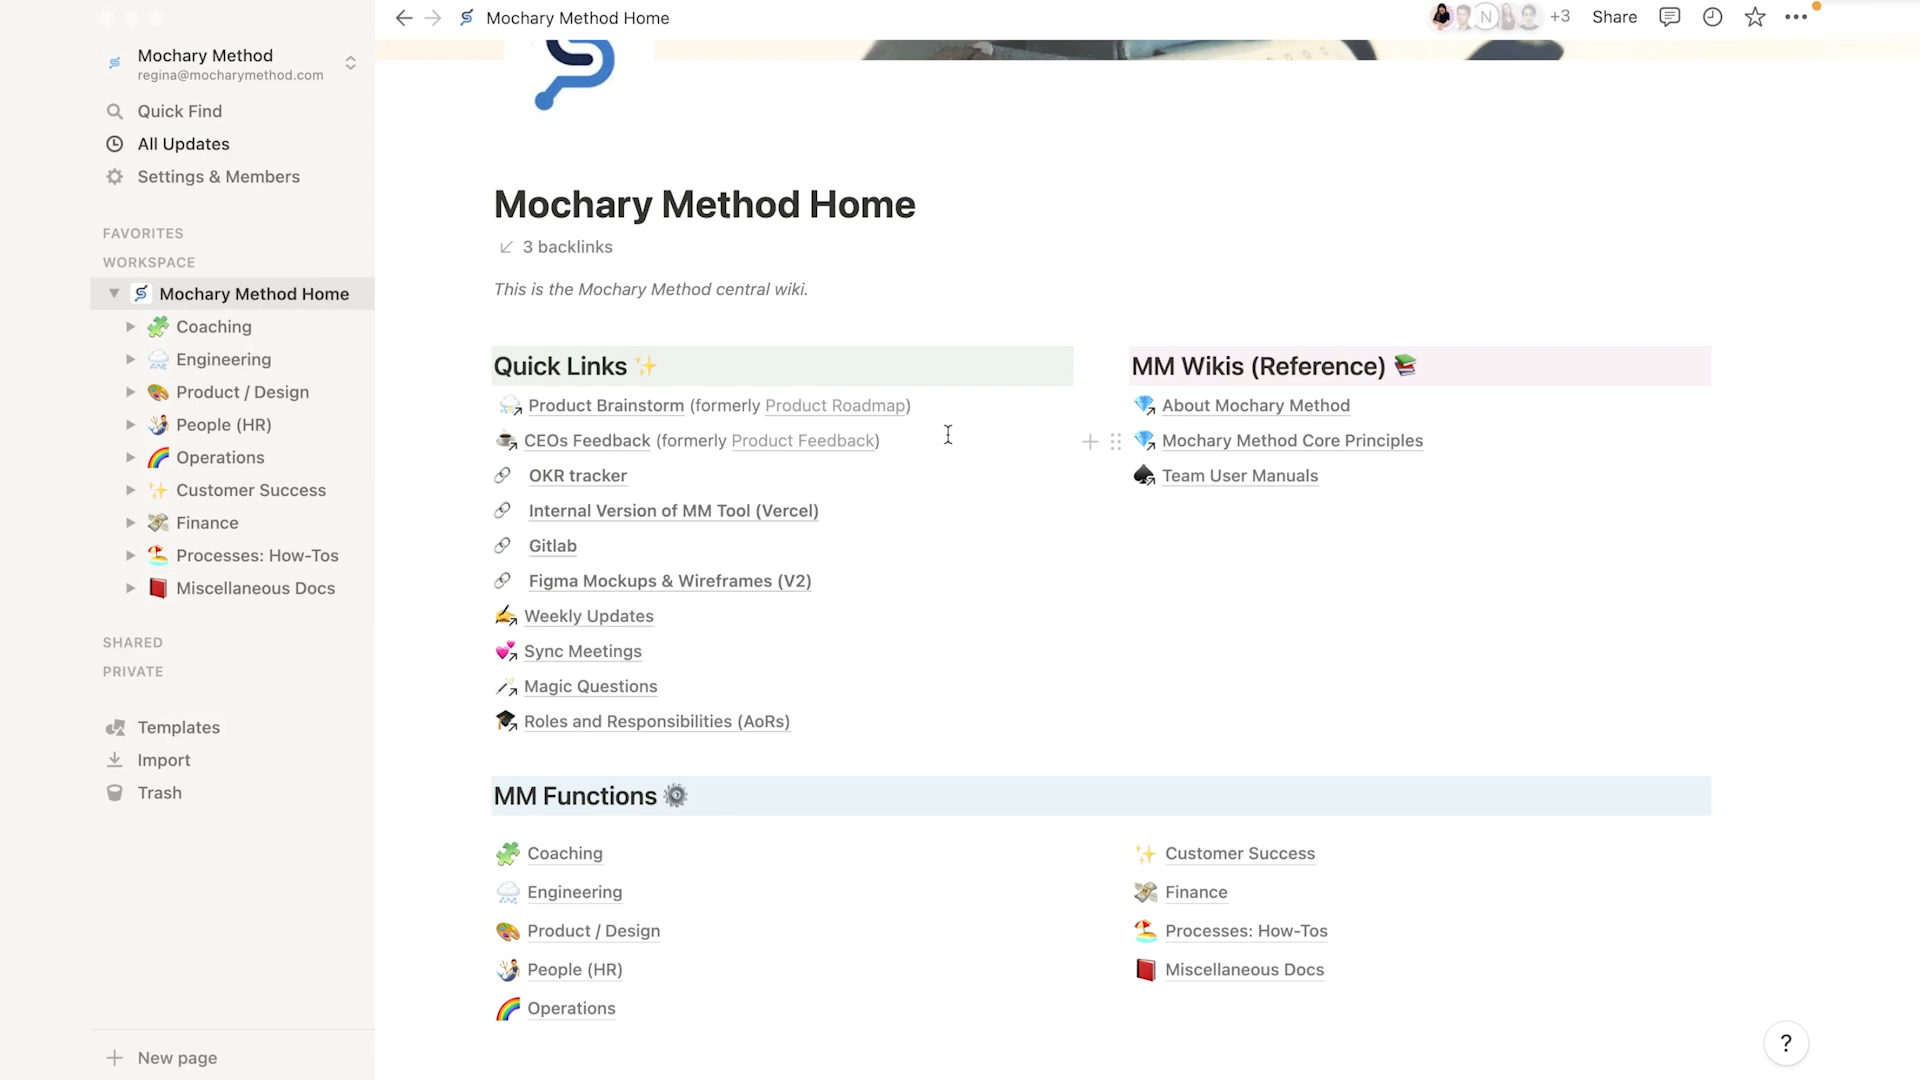 Mochary Method Home
N
+3
Share
Mochary Method
regina@mocharymethod.com
Quick Find
All Updates
Settings & Members
FAVORITES
WORKSPACE
Mochary Method Home
Coaching
Engineering
Product / Design
People (HR)
Operations
Customer Success
Finance
Processes: How-Tos
Miscellaneous Docs
SHARED
PRIVATE
Templates
Import
Trash
New page
Mochary Method Home
3 backlinks
This is the Mochary Method central wiki.
Quick Links
Product Brainstorm (formerly Product Roadmap)
CEOs Feedback (formerly Product Feedback)
OKR tracker
Internal Version of MM Tool (Vercel)
Gitlab
Figma Mockups & Wireframes (V2)
Weekly Updates
Sync Meetings
Magic Questions
Roles and Responsibilities (AoRs)
MM Wikis (Reference)
About Mochary Method
Mochary Method Core Principles
Team User Manuals
MM Functions
Coaching
Engineering
Product / Design
People (HR)
Operations
Customer Success
Finance
Processes: How-Tos
Miscellaneous Docs
?